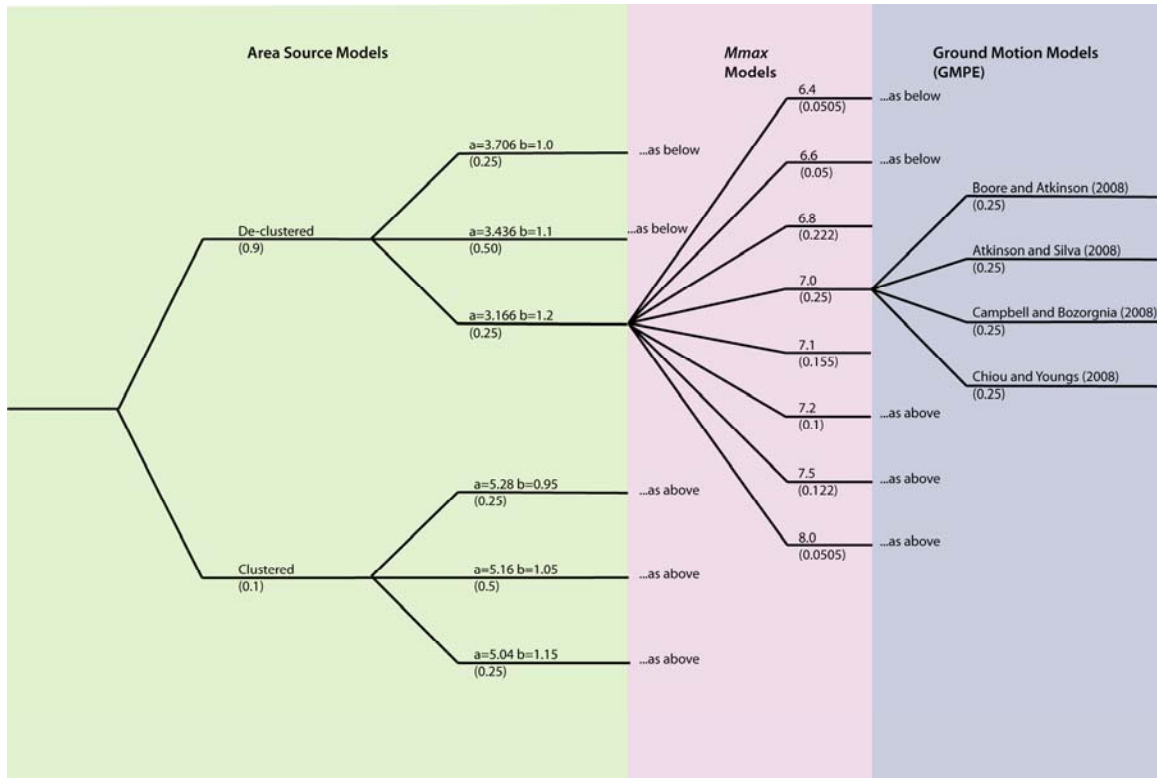 Area Source Models
Mmax
Models
Ground Motion Models
(GMPE)
De-clustered
(0.9)
a=3.706 b=1.0
(0.25)
...as below
a=3.436 b=1.1
(0.50)
...as below
a=3.166 b=1.2
(0.25)
Clustered
(0.1)
a=5.28 b=0.95
(0.25)
...as above
a=5.16 b=1.05
(0.5)
...as above
a=5.04 b=1.15
(0.25)
...as above
6.4
(0.0505)
...as below
6.6
(0.05)
...as below
6.8
(0.222)
7.0
(0.25)
7.1
(0.155)
7.2
(0.1)
...as above
7.5
(0.122)
...as above
8.0
(0.0505)
...as above
Boore and Atkinson (2008)
(0.25)
Atkinson and Silva (2008)
(0.25)
Campbell and Bozorgnia (2008)
(0.25)
Chiou and Youngs (2008)
(0.25)